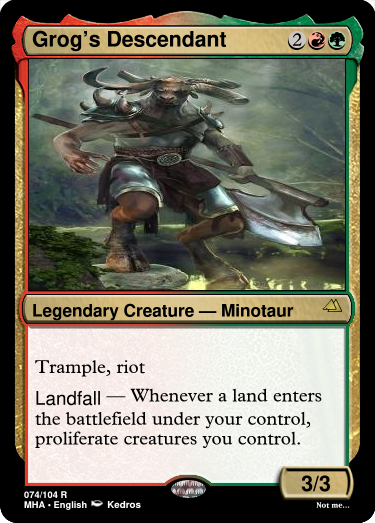 Grog's Descendant 2
Legendary Creature — Minotaur
Trample, riot
Landfall — Whenever a land enters
the battlefield under your control,
proliferate creatures you control.
3/3
074/104 R
MHA • English Kedros
Not me...